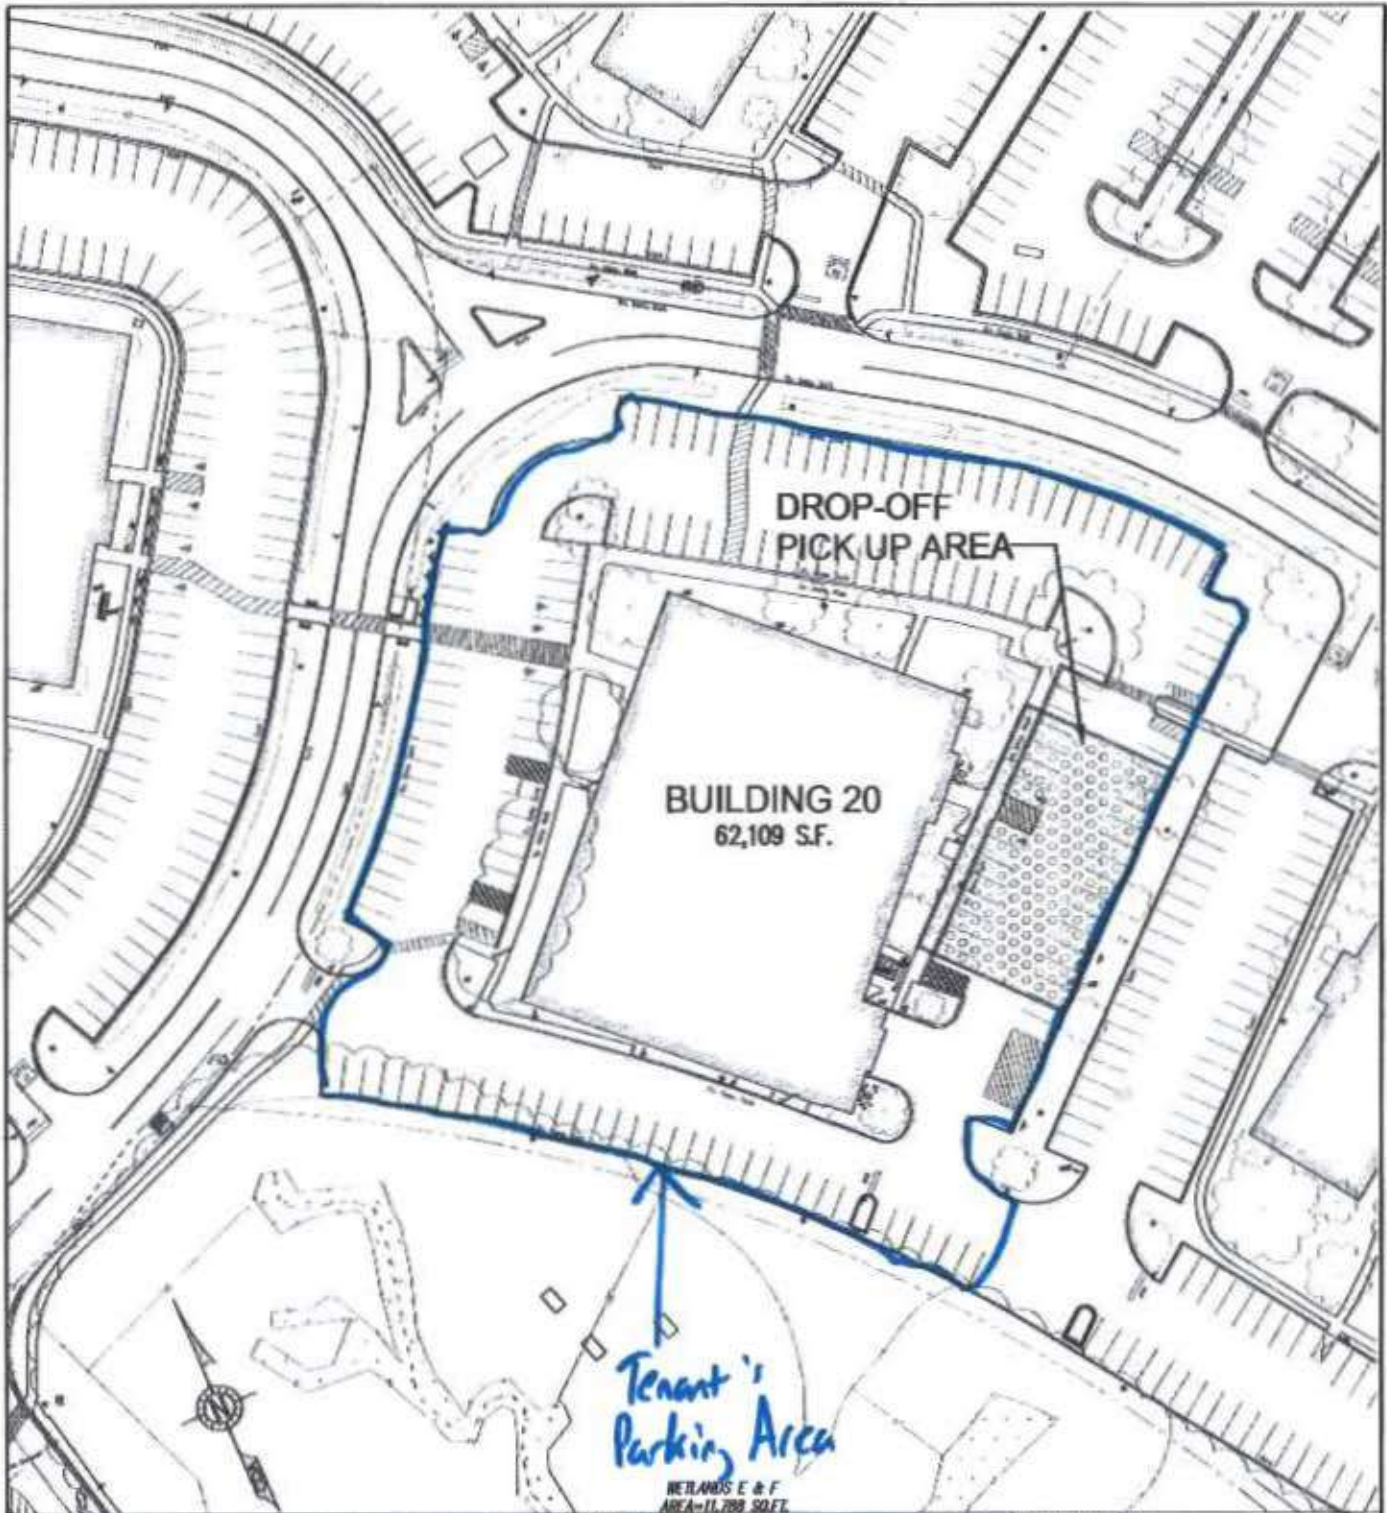 DROP-OFF
PICK UP AREA
BUILDING 20
62,109 S.F.
Tenant's
Parking Area
WETLANDS E & F
AREA=11,788 SQ.FT.